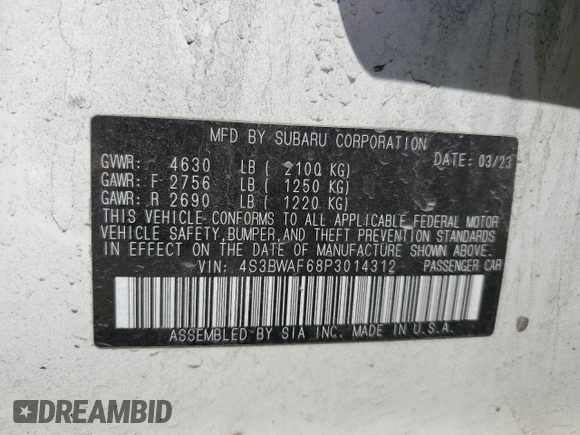 MFD BY SUBARU CORPORATION
GVWR: 4630 LB ( 2100 KG) DATE: 03/23
GAWR: F 2756 LB ( 1250 KG)
GAWR: R 2690 LB ( 1220 KG)
THIS VEHICLE CONFORMS TO ALL APPLICABLE FEDERAL MOTOR
VEHICLE SAFETY, BUMPER, AND THEFT PREVENTION STANDARDS
IN EFFECT ON THE DATE OF MANUFACTURE SHOWN ABOVE.
VIN: 4S3BWAF68P3014312 PASSENGER CAR
ASSEMBLED BY SIA INC. MADE IN U.S.A.
DREAMBID